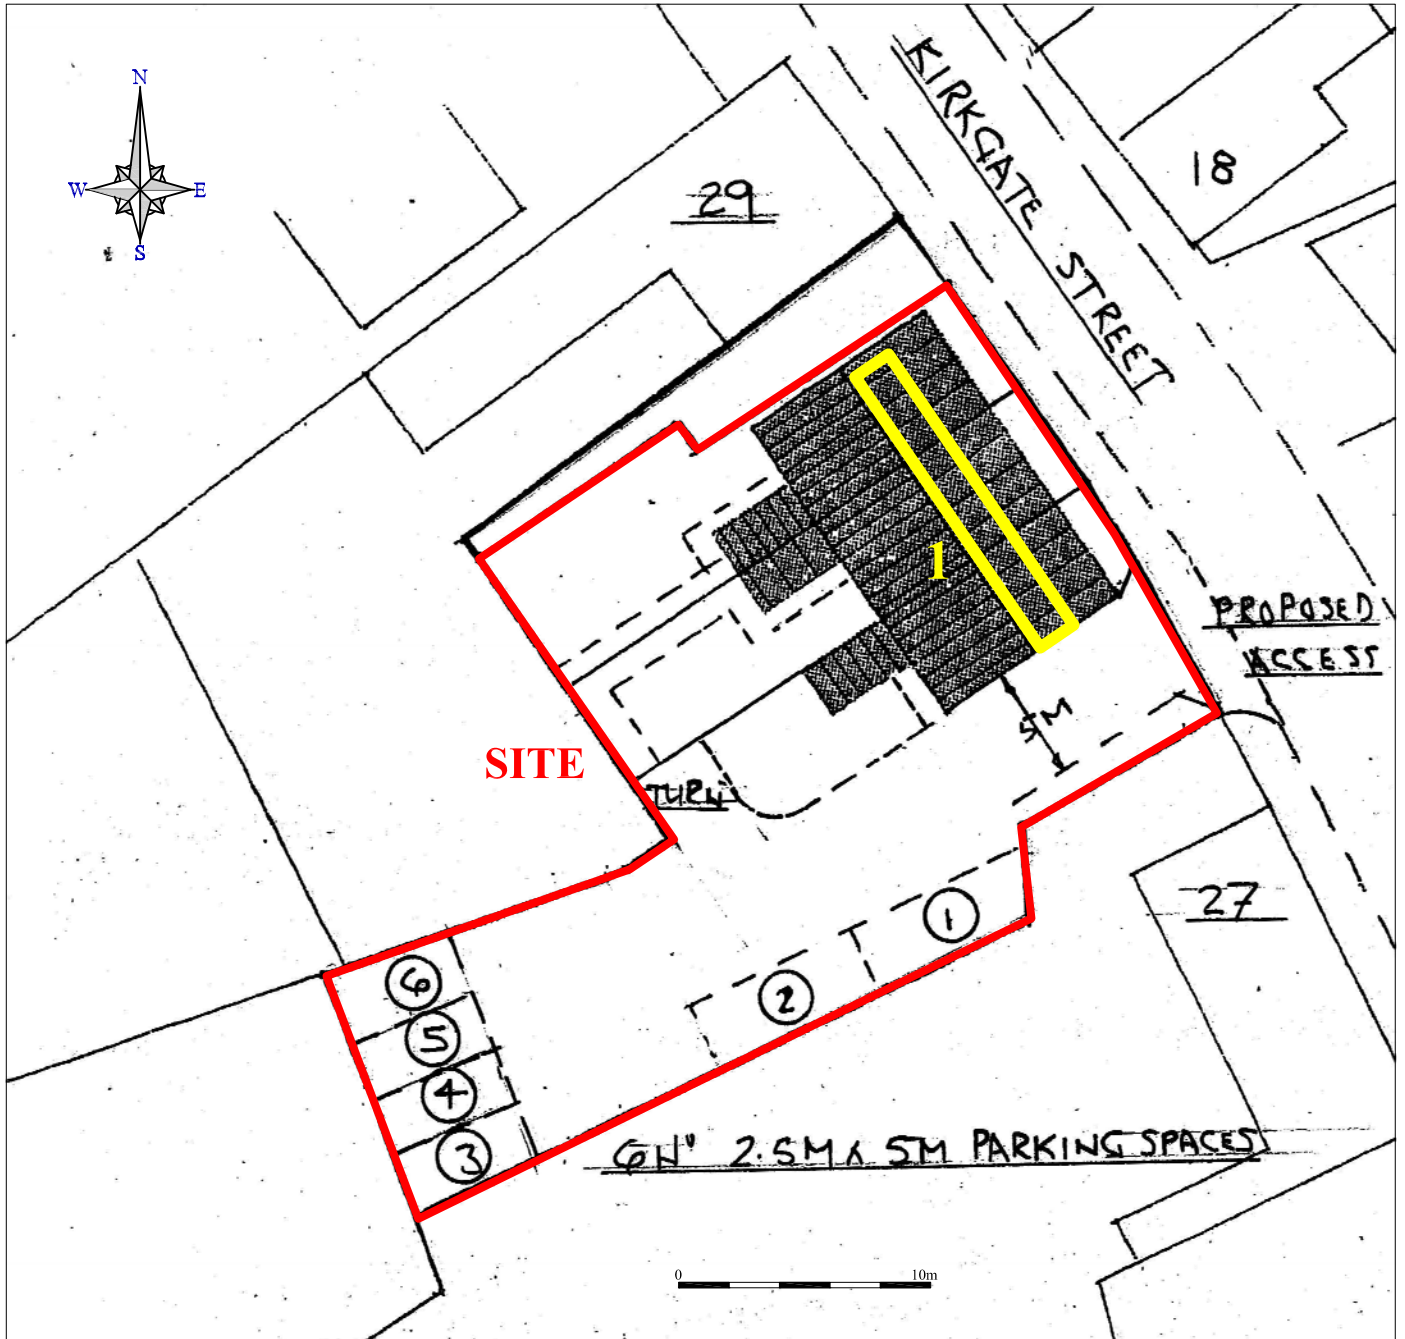 N
W E
S
KIRKGATE STREET
18
29
1
PROPOSED
ACCESS
5M
SITE
TURN
27
1
2
6
5
4
3
6Nº 2.5M x 5M PARKING SPACES
0 10m